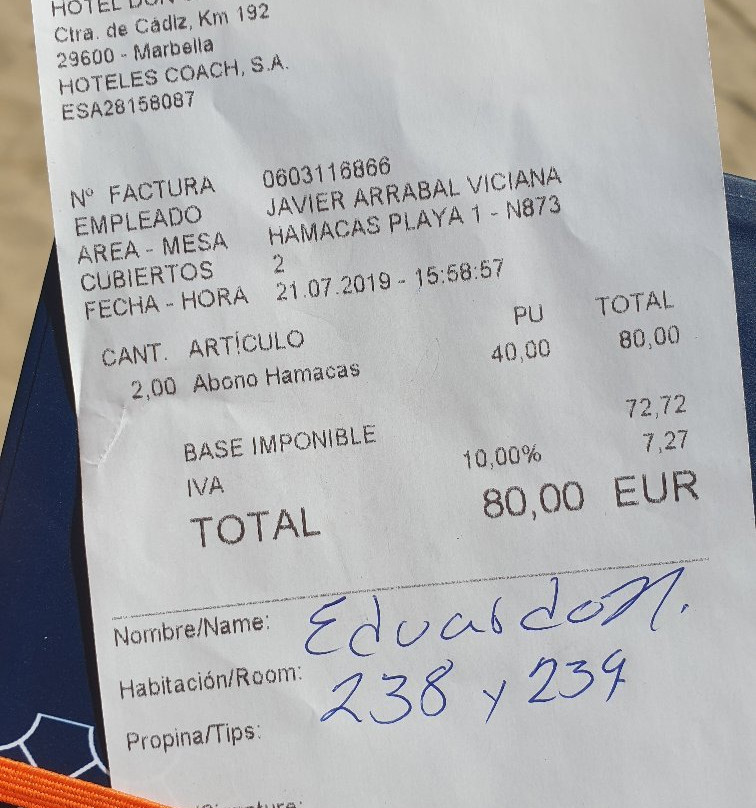 HOTEL DON
Ctra. de Cádiz, Km 192
29600 - Marbella
HOTELES COACH, S.A.
ESA28158087
Nº FACTURA 0603116866
EMPLEADO JAVIER ARRABAL VICIANA
AREA - MESA HAMACAS PLAYA 1 - N873
CUBIERTOS 2
FECHA - HORA 21.07.2019 - 15:58:57
CANT. ARTÍCULO PU TOTAL
2,00 Abono Hamacas 40,00 80,00
BASE IMPONIBLE 72,72
IVA 10,00% 7,27
TOTAL 80,00 EUR
Nombre/Name: Eduardo M.
Habitación/Room: 238 y 239
Propina/Tips: